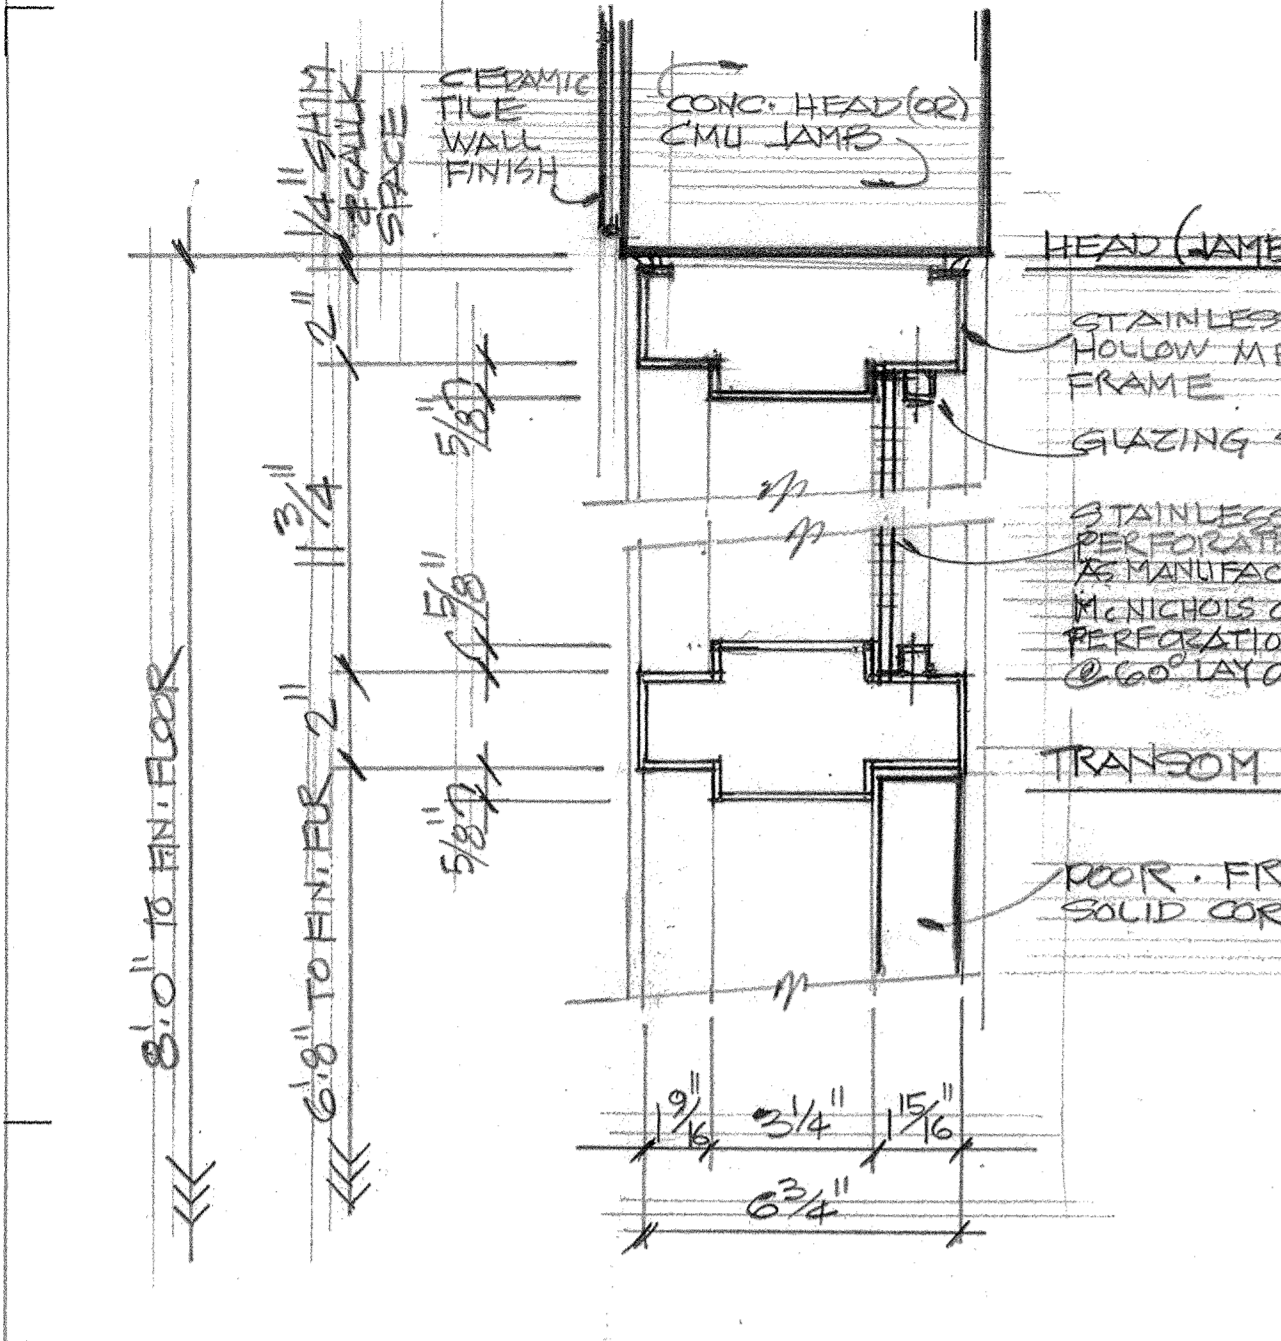 1/4" SHIM
& CAULK
SPACE
CERAMIC
TILE
WALL
FINISH
CONC. HEAD (OR)
CMU JAMB
HEAD (JAMB
STAINLESS
HOLLOW ME
FRAME
GLAZING
STAINLESS
PERFORATE
AS MANUFAC
McNICHOLS C
PERFORATIO
@ 60° LAYO
TRANSOM
DOOR. FR
SOLID COR
2"
5/8"
11 3/4"
5/8"
2"
5/8"
8'.0" TO FIN. FLOOR
6'.8" TO FIN. FLR
1 9/16"
3 1/4"
1 15/16"
6 3/4"